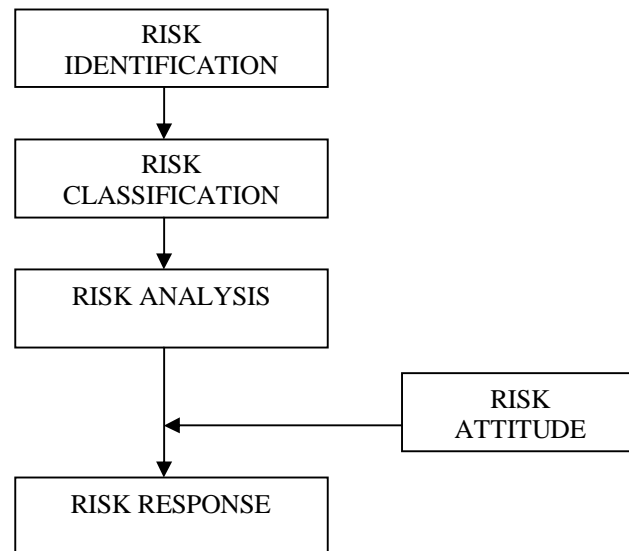 RISK
IDENTIFICATION
RISK
CLASSIFICATION
RISK ANALYSIS
RISK
ATTITUDE
RISK RESPONSE